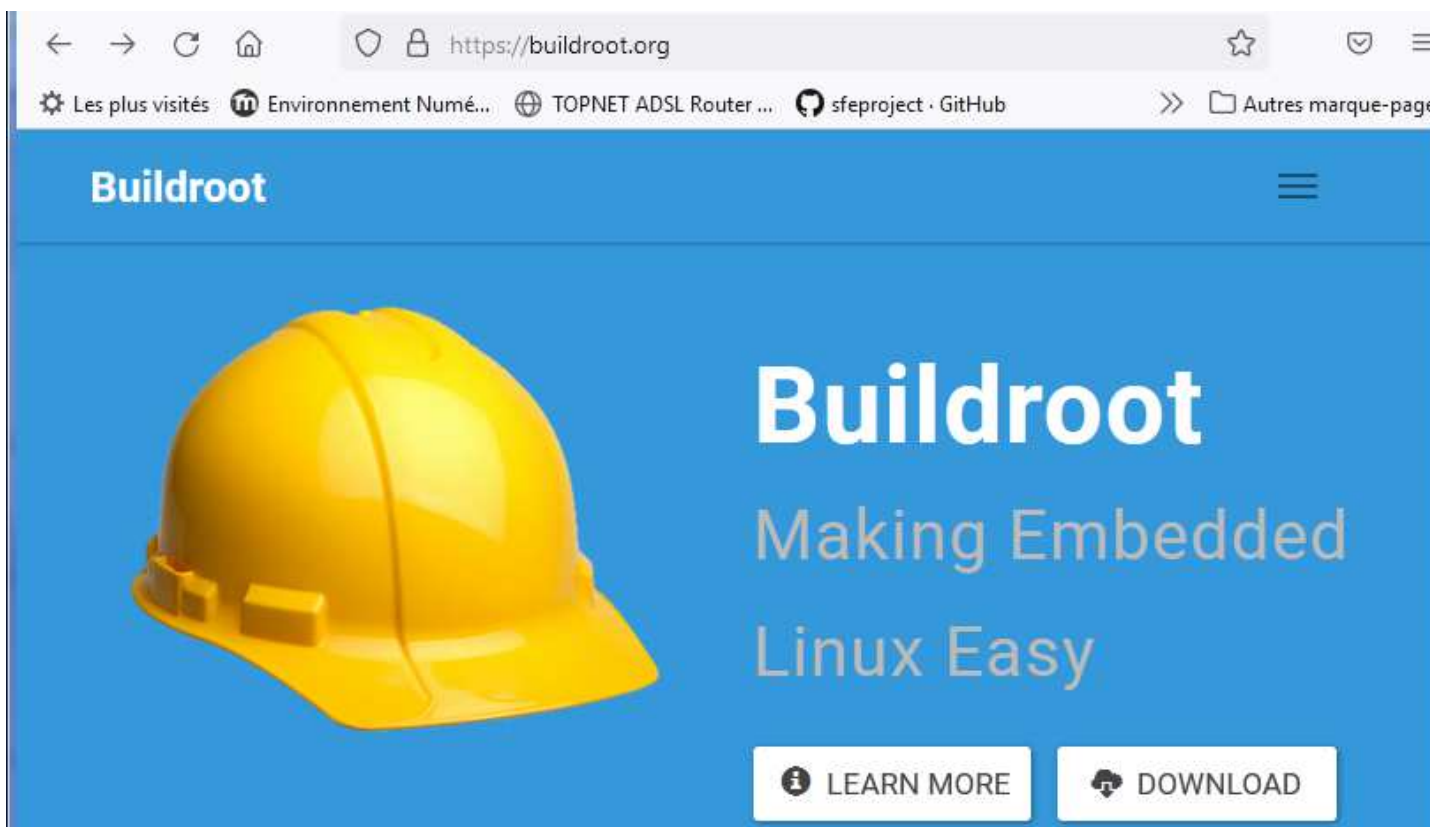 https://buildroot.org
Les plus visités Environnement Numé... TOPNET ADSL Router ... sfeproject · GitHub Autres marque-page
Buildroot
Buildroot
Making Embedded
Linux Easy
LEARN MORE DOWNLOAD